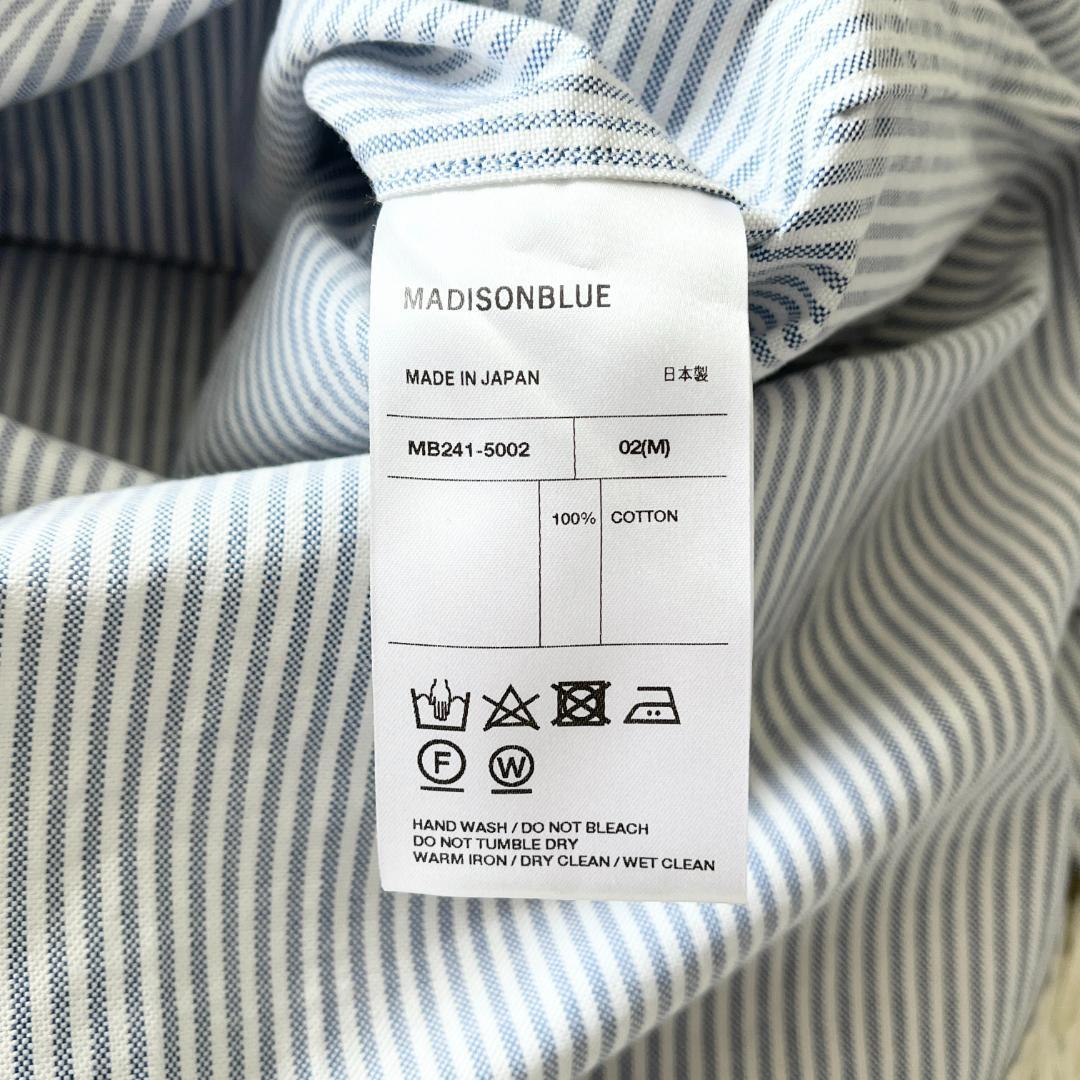 MADISONBLUE
MADE IN JAPAN 日本製
MB241-5002 02(M)
100% COTTON
F W
HAND WASH / DO NOT BLEACH
DO NOT TUMBLE DRY
WARM IRON / DRY CLEAN / WET CLEAN